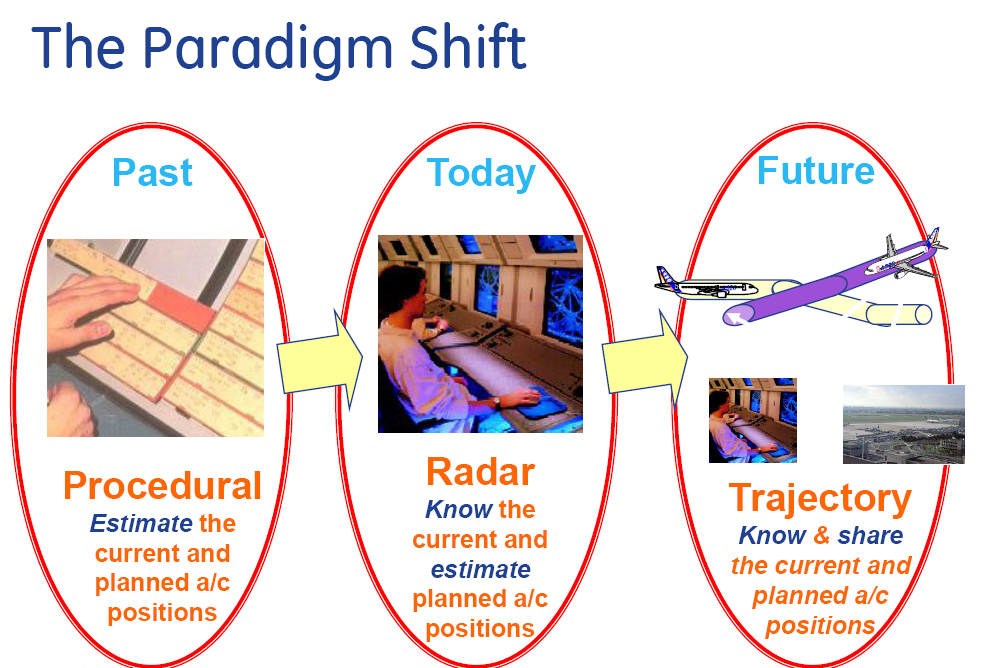 The Paradigm Shift
Past
Procedural
Estimate the
current and
planned a/c
positions
Today
Radar
Know the
current and
estimate
planned a/c
positions
Future
Trajectory
Know & share
the current and
planned a/c
positions